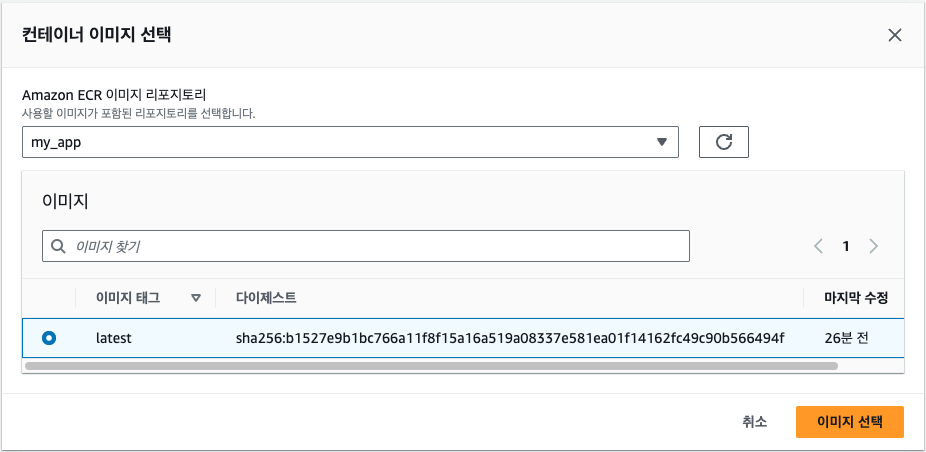 컨테이너 이미지 선택
Amazon ECR 이미지 리포지토리
사용할 이미지가 포함된 리포지토리를 선택합니다.
my_app
이미지
이미지 찾기
1
이미지 태그 다이제스트 마지막 수정
latest sha256:b1527e9b1bc766a11f8f15a16a519a08337e581ea01f14162fc49c90b566494f 26분 전
취소 이미지 선택